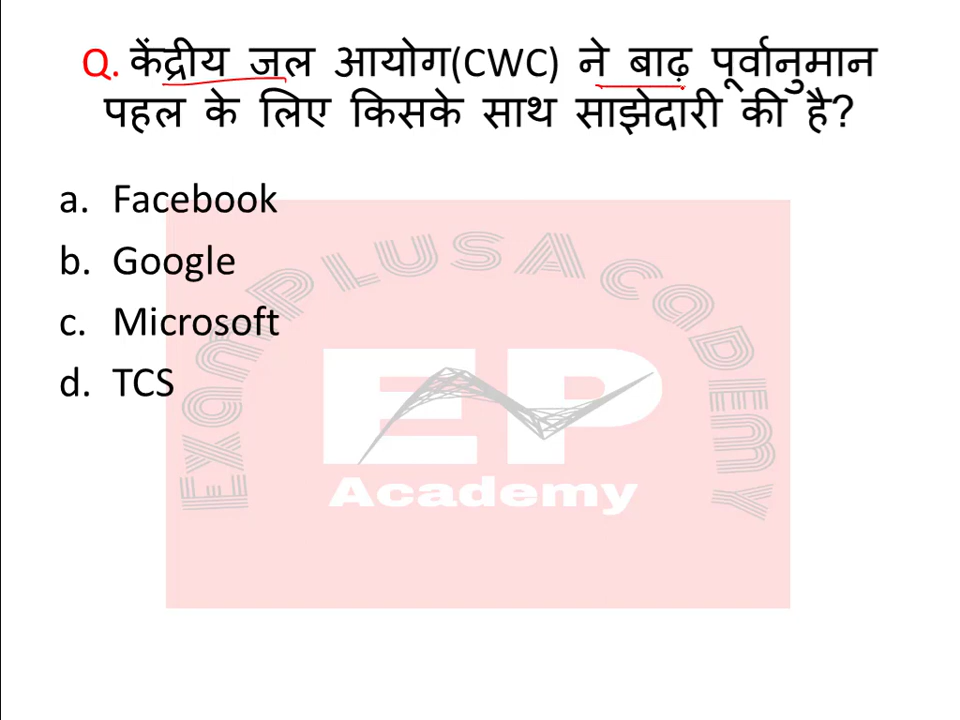 Q. केंद्रीय जल आयोग(CWC) ने बाढ़ पूर्वानुमान
पहल के लिए किसके साथ साझेदारी की है?
a. Facebook
b. Google
c. Microsoft
d. TCS
ExamPlusAcademy
EP
Academy